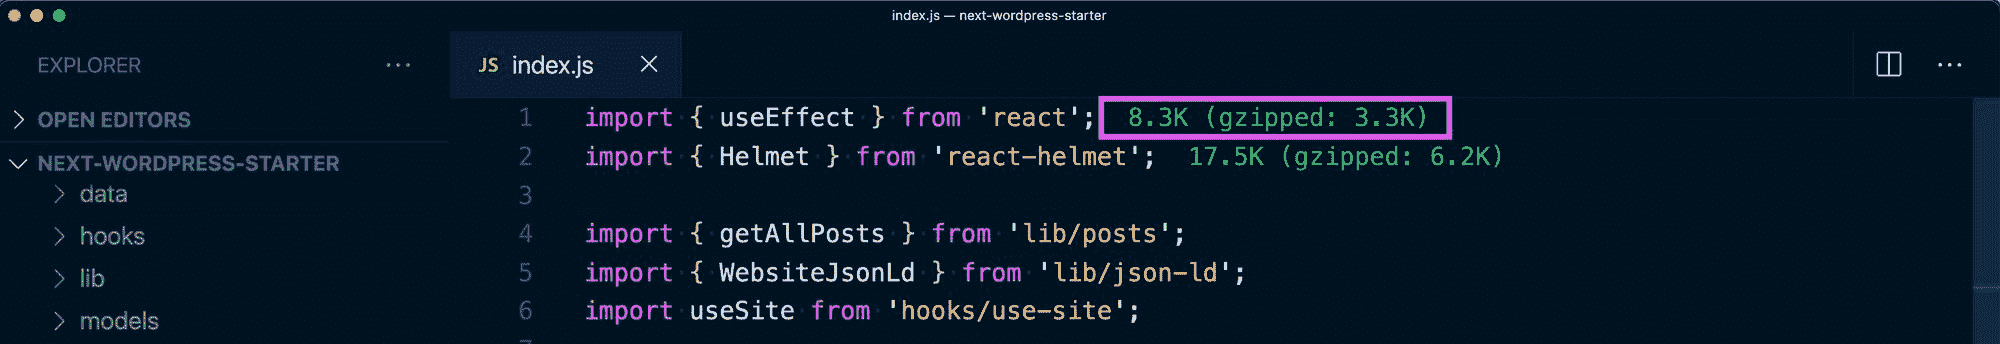 index.js — next-wordpress-starter
EXPLORER ...
JS index.js
...
OPEN EDITORS
NEXT-WORDPRESS-STARTER
data
hooks
lib
models
1 import { useEffect } from 'react'; 8.3K (gzipped: 3.3K)
2 import { Helmet } from 'react-helmet'; 17.5K (gzipped: 6.2K)
3
4 import { getAllPosts } from 'lib/posts';
5 import { WebsiteJsonLd } from 'lib/json-ld';
6 import useSite from 'hooks/use-site';